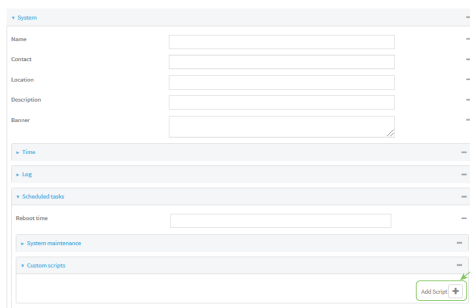 System
Name
Contact
Location
Description
Banner
Time
Log
Scheduled tasks
Reboot time
System maintenance
Custom scripts
Add Script